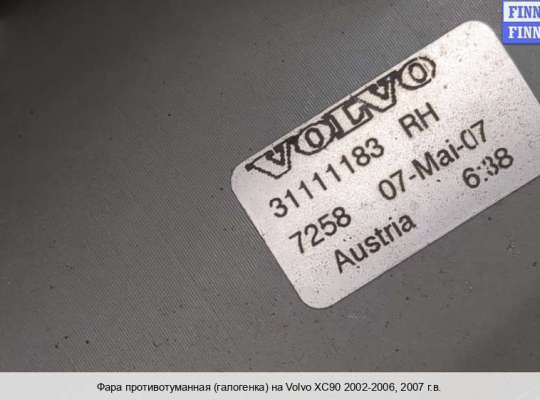 FINN
FINN
VOLVO
31111183 RH
7258 07-Mai-07
Austria 6:38
Фара противотуманная (галогенка) на Volvo XC90 2002-2006, 2007 г.в.